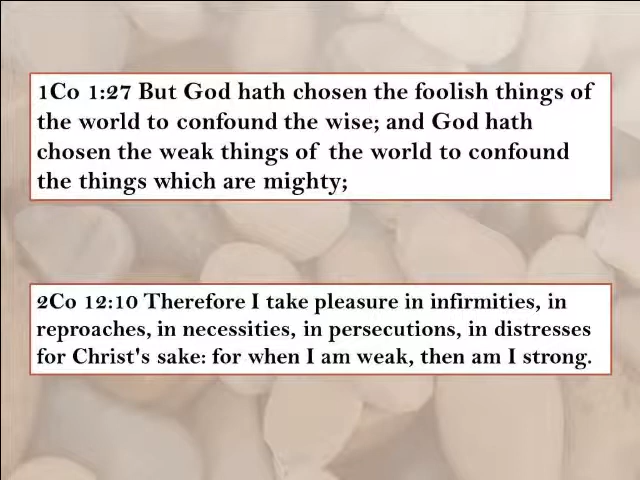 1Co 1:27 But God hath chosen the foolish things of
the world to confound the wise; and God hath
chosen the weak things of the world to confound
the things which are mighty;
2Co 12:10 Therefore I take pleasure in infirmities, in
reproaches, in necessities, in persecutions, in distresses
for Christ's sake: for when I am weak, then am I strong.